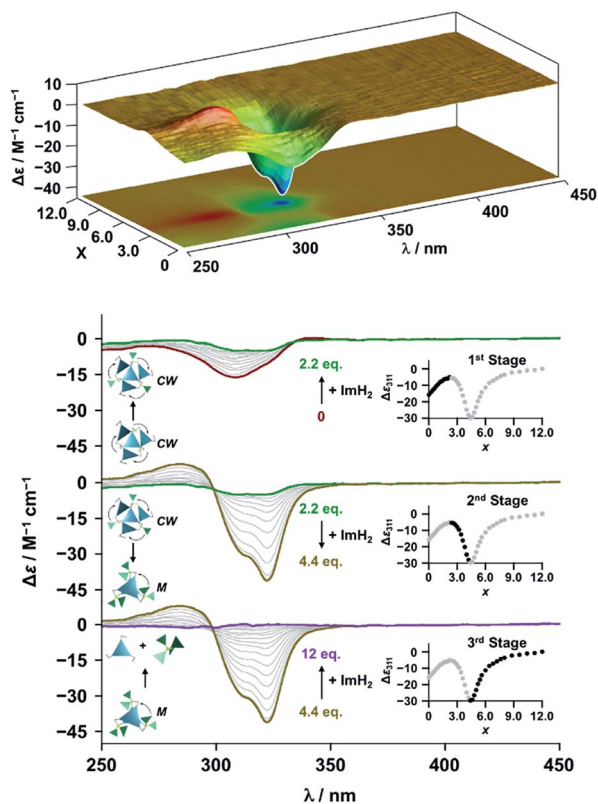 Δε / M⁻¹ cm⁻¹
10
0
−10
−20
−30
−40
12.0
9.0
6.0
3.0
0
X
250
300
350
400
450
λ / nm
Δε / M⁻¹ cm⁻¹
0
−15
−30
−45
CW
CW
2.2 eq.
+ ImH₂
0
1st Stage
Δε₃₁₁
0
−10
−20
−30
0 3.0 6.0 9.0 12.0
x
0
−15
−30
−45
CW
M
2.2 eq.
+ ImH₂
4.4 eq.
2nd Stage
Δε₃₁₁
0
−10
−20
−30
0 3.0 6.0 9.0 12.0
x
0
−15
−30
−45
+
M
12 eq.
+ ImH₂
4.4 eq.
3rd Stage
Δε₃₁₁
0
−10
−20
−30
0 3.0 6.0 9.0 12.0
x
250 300 350 400 450
λ / nm